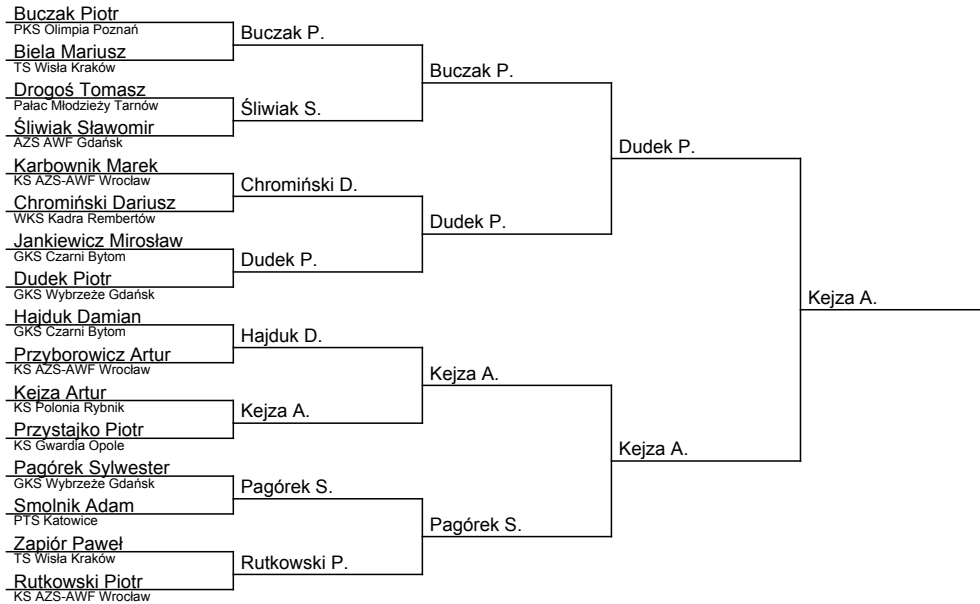 Buczak Piotr
PKS Olimpia Poznań
Biela Mariusz
TS Wisła Kraków
Drogoś Tomasz
Pałac Młodzieży Tarnów
Śliwiak Sławomir
AZS AWF Gdańsk
Karbownik Marek
KS AZS-AWF Wrocław
Chromiński Dariusz
WKS Kadra Rembertów
Jankiewicz Mirosław
GKS Czarni Bytom
Dudek Piotr
GKS Wybrzeże Gdańsk
Hajduk Damian
GKS Czarni Bytom
Przyborowicz Artur
KS AZS-AWF Wrocław
Kejza Artur
KS Polonia Rybnik
Przystajko Piotr
KS Gwardia Opole
Pagórek Sylwester
GKS Wybrzeże Gdańsk
Smolnik Adam
PTS Katowice
Zapiór Paweł
TS Wisła Kraków
Rutkowski Piotr
KS AZS-AWF Wrocław
Buczak P.
Śliwiak S.
Chromiński D.
Dudek P.
Hajduk D.
Kejza A.
Pagórek S.
Rutkowski P.
Buczak P.
Dudek P.
Kejza A.
Pagórek S.
Dudek P.
Kejza A.
Kejza A.